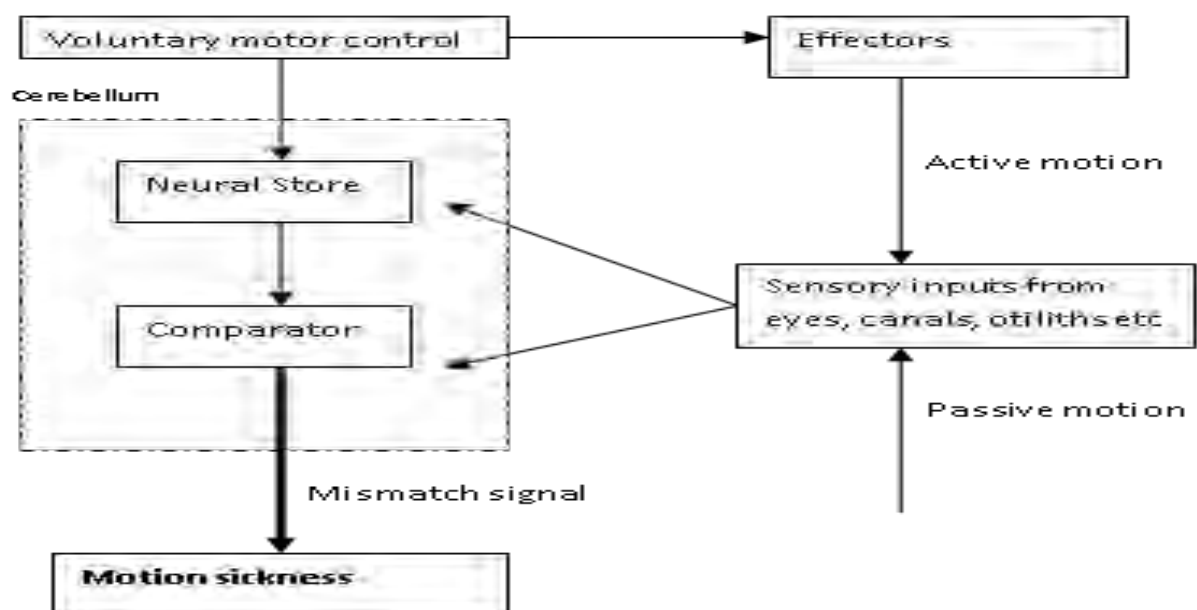 Voluntary motor control
Effectors
Cerebellum
Neural Store
Active motion
Sensory inputs from
eyes, canals, otiliths etc
Comparator
Passive motion
Mismatch signal
Motion sickness